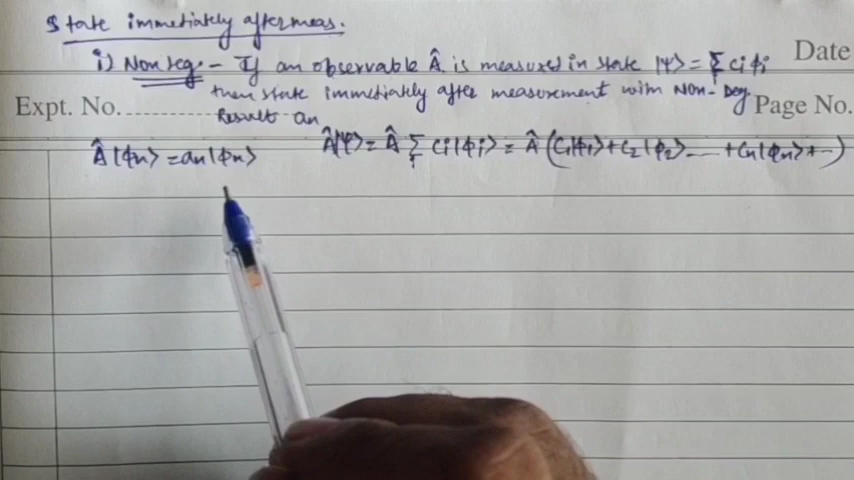 State immediately after meas.
i) Non deg:- If an observable Â is measured in state |Ψ> = Σ ci ϕi
i
Date
then state immediately after measurement with Non-Deg.
Expt. No.
Page No.
Result an
Â|ϕn> = an|ϕn>
Â|Ψ> = Â Σ ci|ϕi> = Â (c1|ϕ1> + c2|ϕ2> --- + cn|ϕn> + --)
i